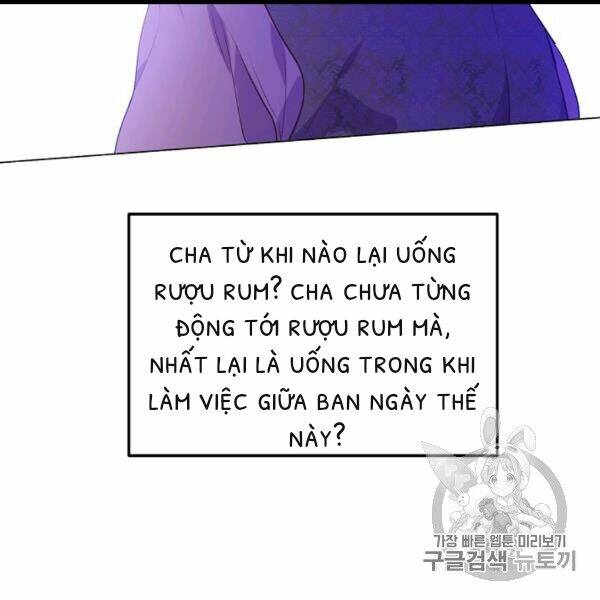 CHA TỪ KHI NÀO LẠI UỐNG
RƯỢU RUM? CHA CHƯA TỪNG
ĐỘNG TỚI RƯỢU RUM MÀ,
NHẤT LẠI LÀ UỐNG TRONG KHI
LÀM VIỆC GIỮA BAN NGÀY THẾ
NÀY?
가장 빠른 웹툰 미리보기
구글검색 뉴토끼